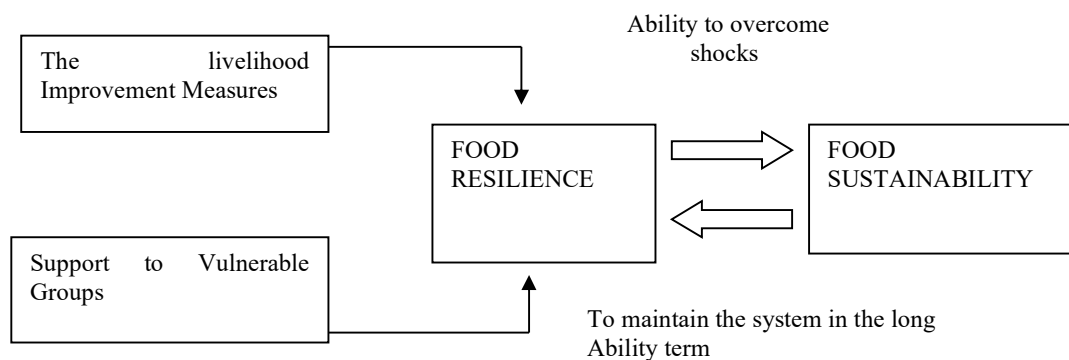 Ability to overcome
shocks
The livelihood
Improvement Measures
FOOD
RESILIENCE
FOOD
SUSTAINABILITY
Support to Vulnerable
Groups
To maintain the system in the long
Ability term